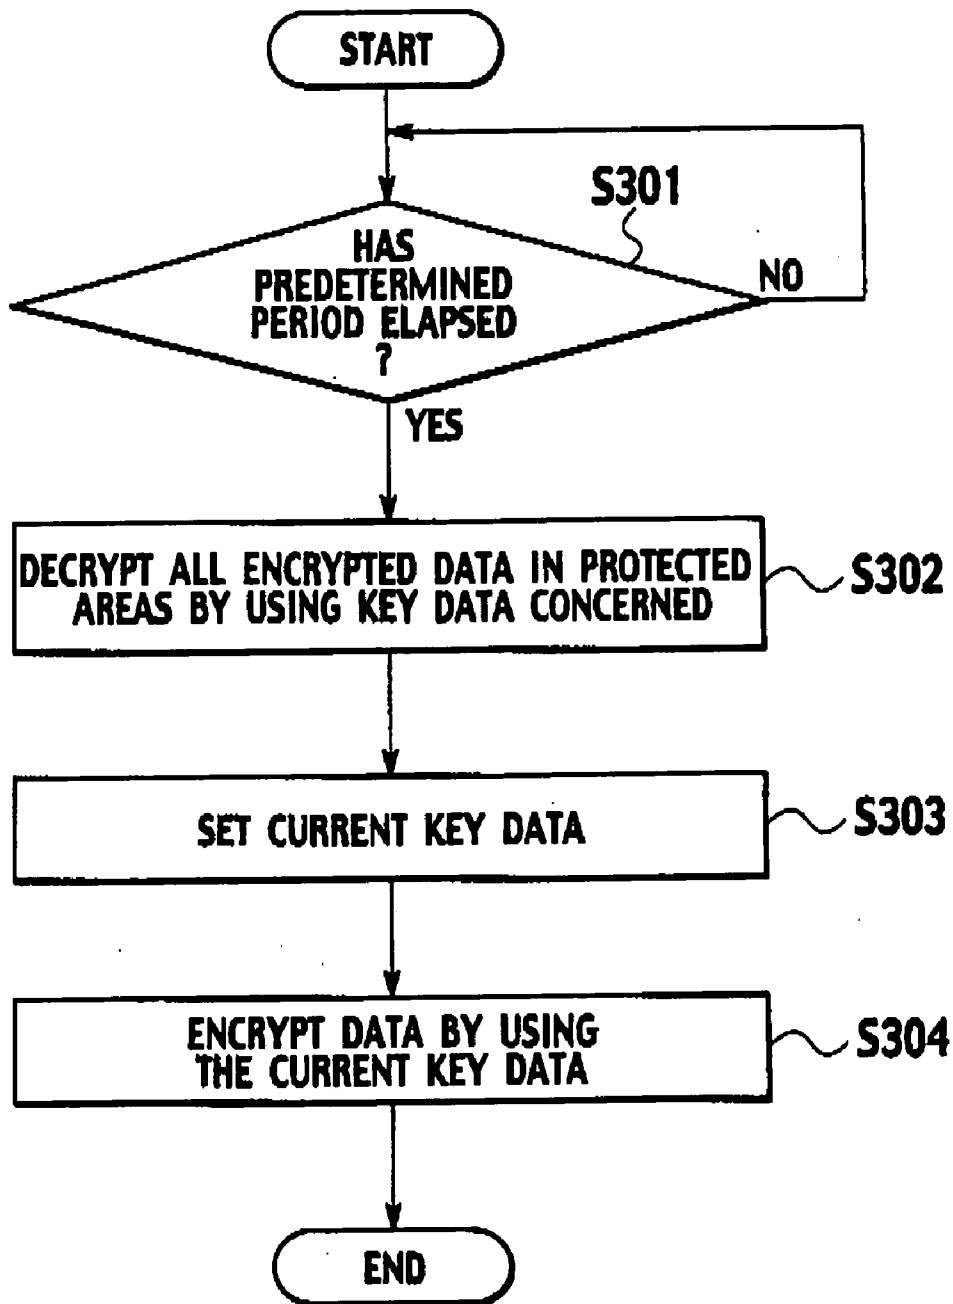 START
S301
HAS
PREDETERMINED
PERIOD ELAPSED
?
NO
YES
DECRYPT ALL ENCRYPTED DATA IN PROTECTED
AREAS BY USING KEY DATA CONCERNED
S302
SET CURRENT KEY DATA
S303
ENCRYPT DATA BY USING
THE CURRENT KEY DATA
S304
END